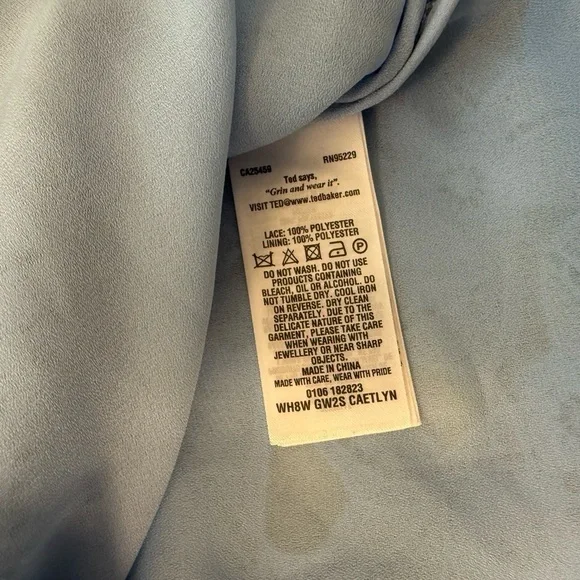 CA25459 RN95229
Ted says,
"Grin and wear it".
VISIT TED@www.tedbaker.com
LACE: 100% POLYESTER
LINING: 100% POLYESTER
P
DO NOT WASH. DO NOT USE
PRODUCTS CONTAINING
BLEACH, OIL OR ALCOHOL. DO
NOT TUMBLE DRY. COOL IRON
ON REVERSE. DRY CLEAN
SEPARATELY. DUE TO THE
DELICATE NATURE OF THIS
GARMENT, PLEASE TAKE CARE
WHEN WEARING WITH
JEWELLERY OR NEAR SHARP
OBJECTS.
MADE IN CHINA
MADE WITH CARE, WEAR WITH PRIDE
0106 182823
WH8W GW2S CAETLYN